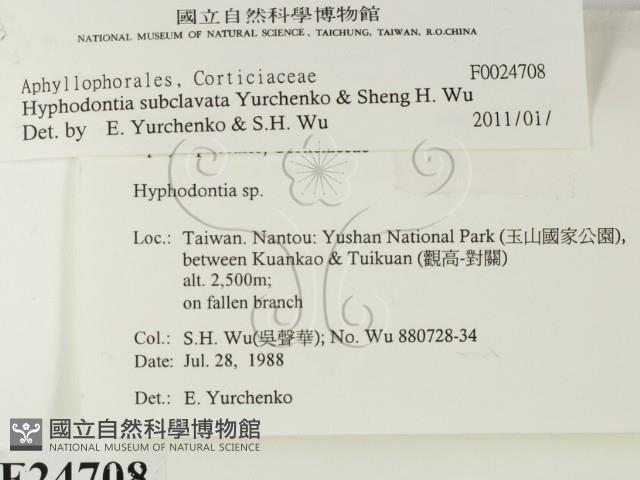 國立自然科學博物館
NATIONAL MUSEUM OF NATURAL SCIENCE, TAICHUNG, TAIWAN, R.O.CHINA
Aphyllophorales, Corticiaceae F0024708
Hyphodontia subclavata Yurchenko & Sheng H. Wu
Det. by E. Yurchenko & S.H. Wu 2011/01/
Hyphodontia sp.
Loc.: Taiwan. Nantou: Yushan National Park (玉山國家公園),
between Kuankao & Tuikuan (觀高-對關)
alt. 2,500m;
on fallen branch
Col.: S.H. Wu(吳聲華); No. Wu 880728-34
Date: Jul. 28, 1988
Det.: E. Yurchenko
國立自然科學博物館
NATIONAL MUSEUM OF NATURAL SCIENCE
F24708